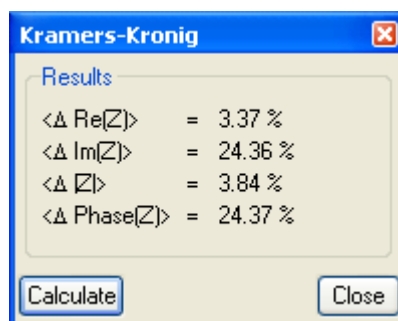 Kramers-Kronig
Results
<Δ Re(Z)> = 3.37 %
<Δ Im(Z)> = 24.36 %
<Δ |Z|> = 3.84 %
<Δ Phase(Z)> = 24.37 %
Calculate Close